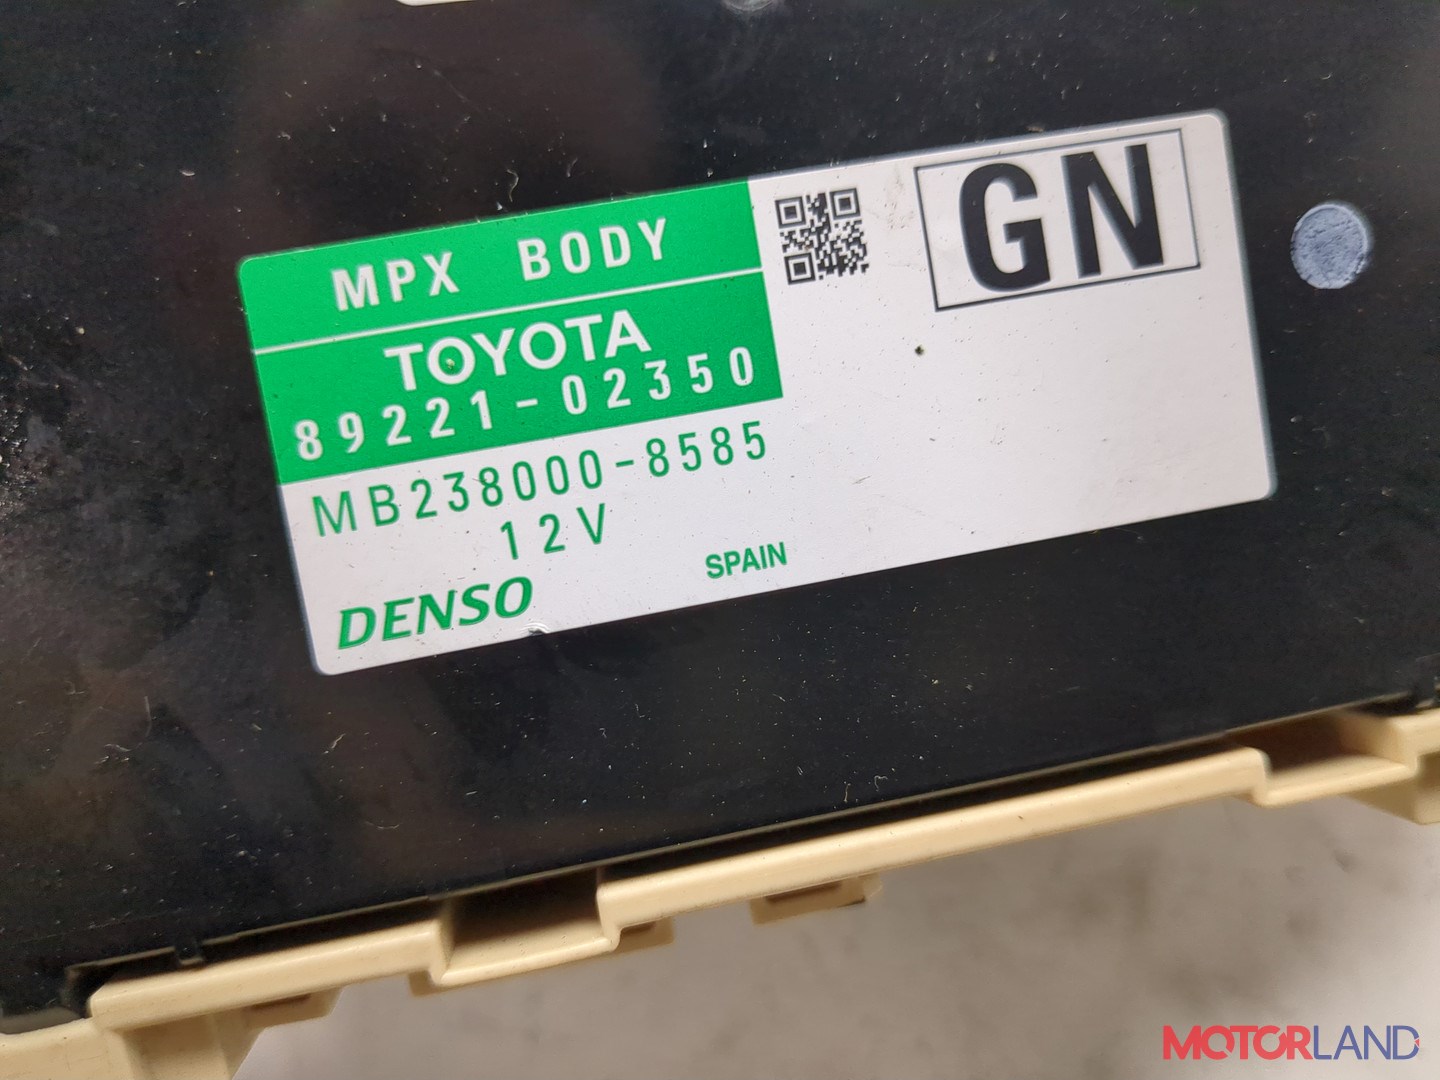 MPX BODY
TOYOTA
89221-02350
MB238000-8585
12V
DENSO
SPAIN
GN
MOTORLAND